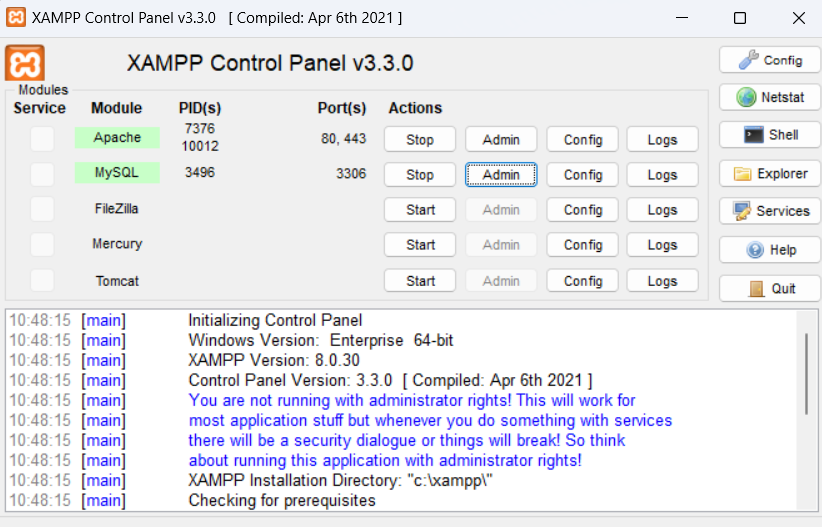 XAMPP Control Panel v3.3.0 [ Compiled: Apr 6th 2021 ]
XAMPP Control Panel v3.3.0
Config
Modules
Service Module PID(s) Port(s) Actions
Netstat
Apache 7376 10012 80, 443 Stop Admin Config Logs
Shell
MySQL 3496 3306 Stop Admin Config Logs
Explorer
FileZilla Start Admin Config Logs
Services
Mercury Start Admin Config Logs
Help
Tomcat Start Admin Config Logs
Quit
10:48:15 [main] Initializing Control Panel
10:48:15 [main] Windows Version: Enterprise 64-bit
10:48:15 [main] XAMPP Version: 8.0.30
10:48:15 [main] Control Panel Version: 3.3.0 [ Compiled: Apr 6th 2021 ]
10:48:15 [main] You are not running with administrator rights! This will work for
10:48:15 [main] most application stuff but whenever you do something with services
10:48:15 [main] there will be a security dialogue or things will break! So think
10:48:15 [main] about running this application with administrator rights!
10:48:15 [main] XAMPP Installation Directory: "c:\xampp\"
10:48:15 [main] Checking for prerequisites